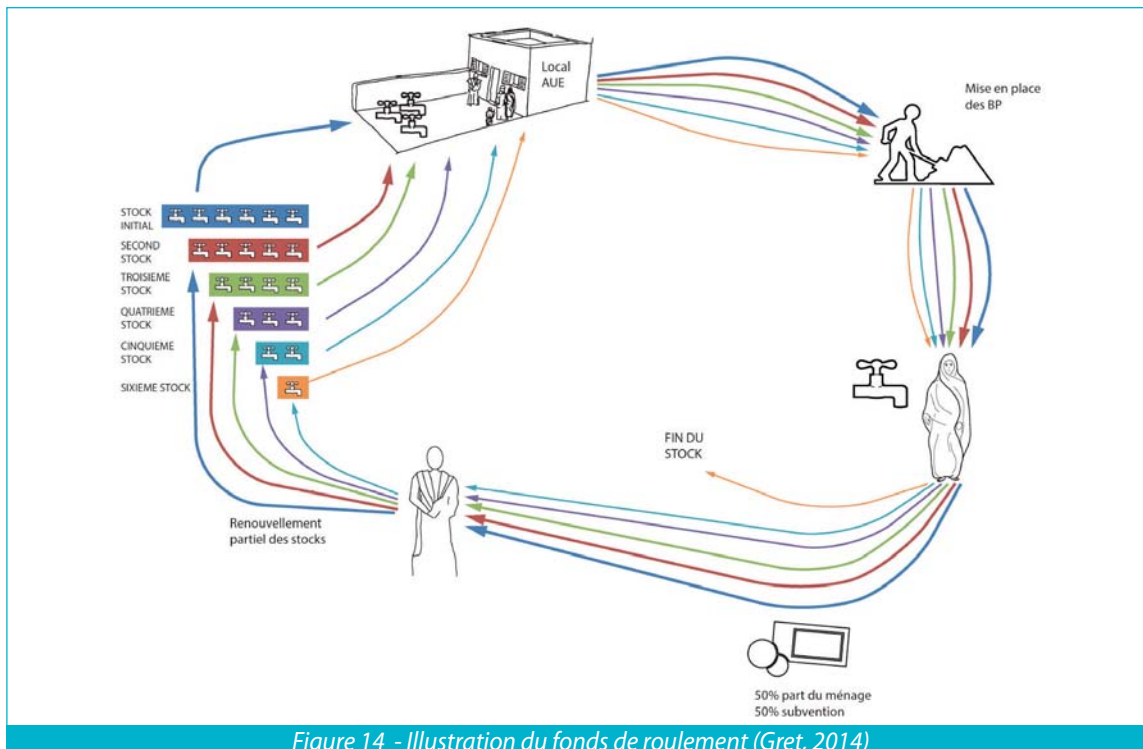 Local
AUE
Mise en place
des BP
STOCK
INITIAL
SECOND
STOCK
TROISIEME
STOCK
QUATRIEME
STOCK
CINQUIEME
STOCK
SIXIEME STOCK
FIN DU
STOCK
Renouvellement
partiel des stocks
50% part du ménage
50% subvention
Figure 14 - Illustration du fonds de roulement (Gret, 2014)